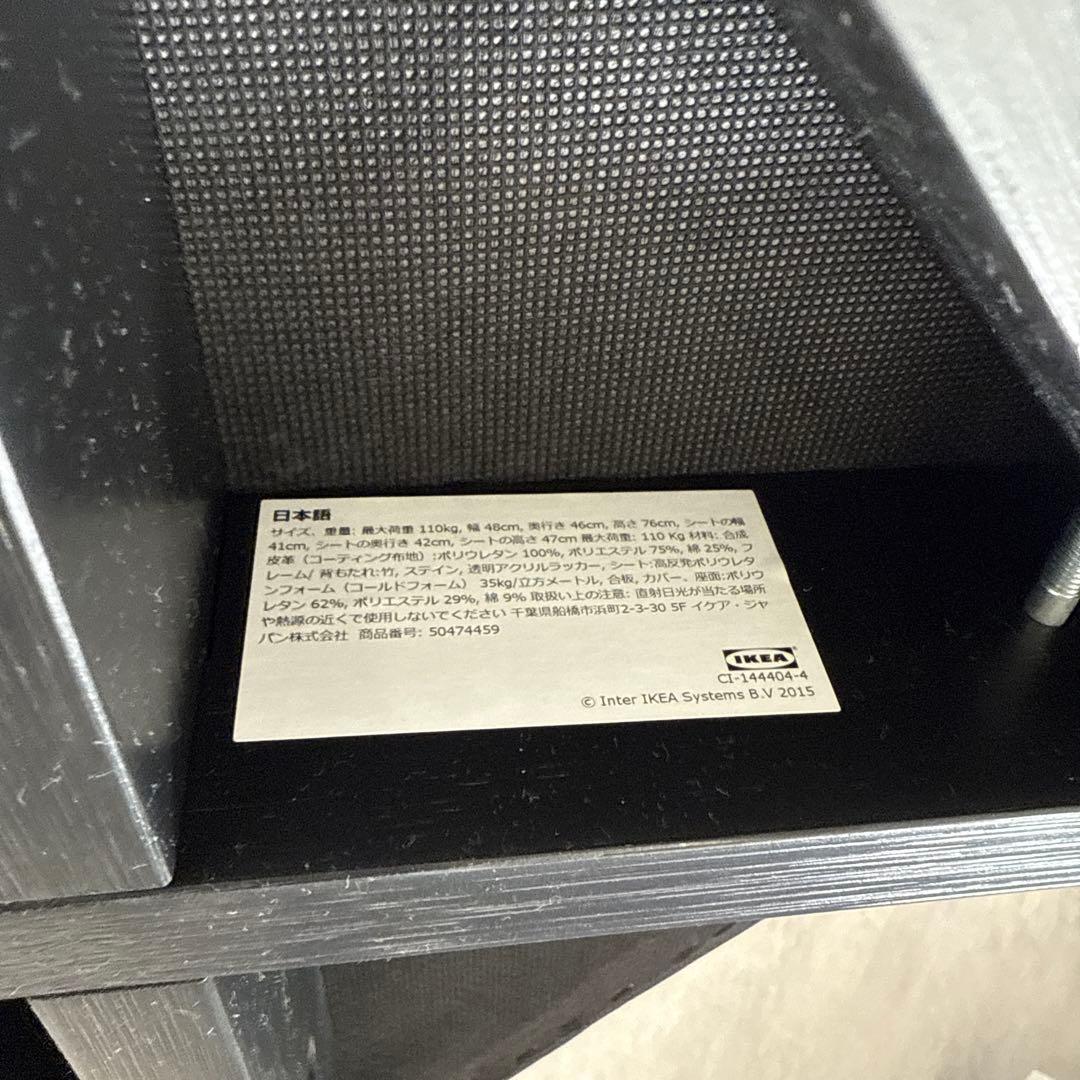 日本語
サイズ、重量: 最大荷重 110kg, 幅 48cm, 奥行き 46cm, 高さ 76cm, シートの幅
41cm, シートの奥行き 42cm, シートの高さ 47cm 最大荷重: 110 Kg 材料: 合成
皮革（コーティング布地）:ポリウレタン 100%, ポリエステル 75%, 綿 25%, フ
レーム/ 背もたれ:竹, ステイン, 透明アクリルラッカー, シート:高反発ポリウレタ
ンフォーム（コールドフォーム） 35kg/立方メートル, 合板, カバー、座面:ポリウ
レタン 62%, ポリエステル 29%, 綿 9% 取扱い上の注意: 直射日光が当たる場所
や熱源の近くで使用しないでください 千葉県船橋市浜町2-3-30 5F イケア・ジャ
パン株式会社 商品番号: 50474459
IKEA
CI-144404-4
© Inter IKEA Systems B.V 2015